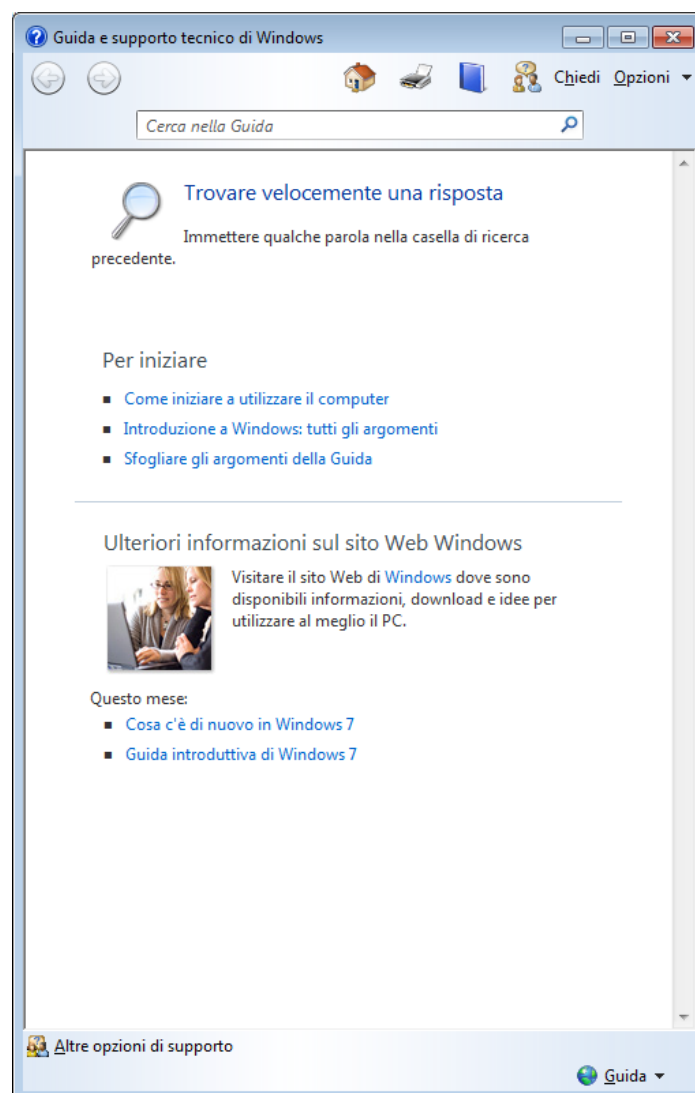 Guida e supporto tecnico di Windows
Chiedi Opzioni
Cerca nella Guida
Trovare velocemente una risposta
Immettere qualche parola nella casella di ricerca
precedente.
Per iniziare
Come iniziare a utilizzare il computer
Introduzione a Windows: tutti gli argomenti
Sfogliare gli argomenti della Guida
Ulteriori informazioni sul sito Web Windows
Visitare il sito Web di Windows dove sono
disponibili informazioni, download e idee per
utilizzare al meglio il PC.
Questo mese:
Cosa c'è di nuovo in Windows 7
Guida introduttiva di Windows 7
Altre opzioni di supporto
Guida